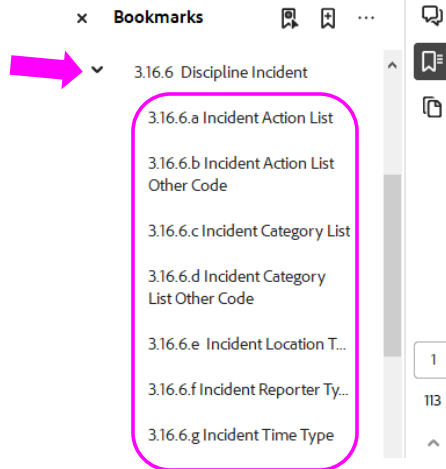 Bookmarks
3.16.6 Discipline Incident
3.16.6.a Incident Action List
3.16.6.b Incident Action List
Other Code
3.16.6.c Incident Category List
3.16.6.d Incident Category
List Other Code
3.16.6.e Incident Location T...
3.16.6.f Incident Reporter Ty...
3.16.6.g Incident Time Type
1
113